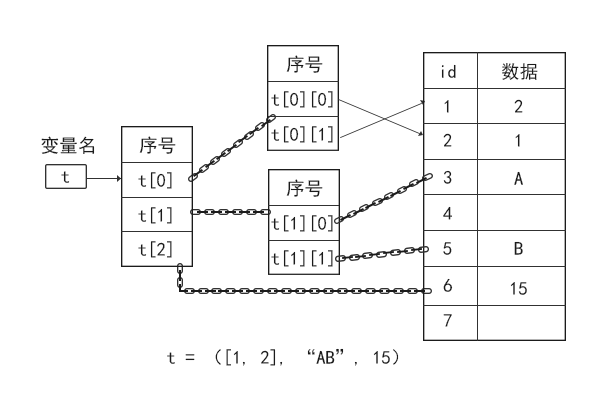 变量名
t
序号
t[0]
t[1]
t[2]
序号
t[0][0]
t[0][1]
序号
t[1][0]
t[1][1]
id 数据
1 2
2 1
3 A
4
5 B
6 15
7
t = （[1, 2], “AB”, 15）